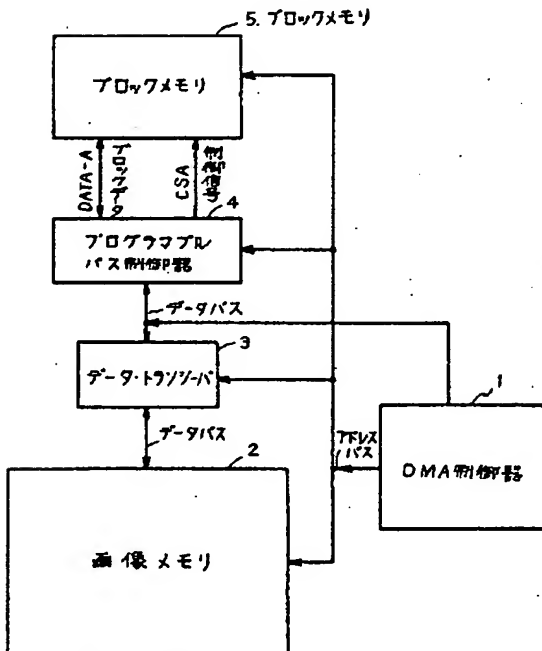 5. ブロックメモリ
ブロックメモリ
DATA-A
ブロックデータ
CSA
制御信号
4
プログラマブル
バス制御器
データバス
3
データ・トランシーバ
データバス
1
アドレス
バス
DMA制御器
2
画像メモリ